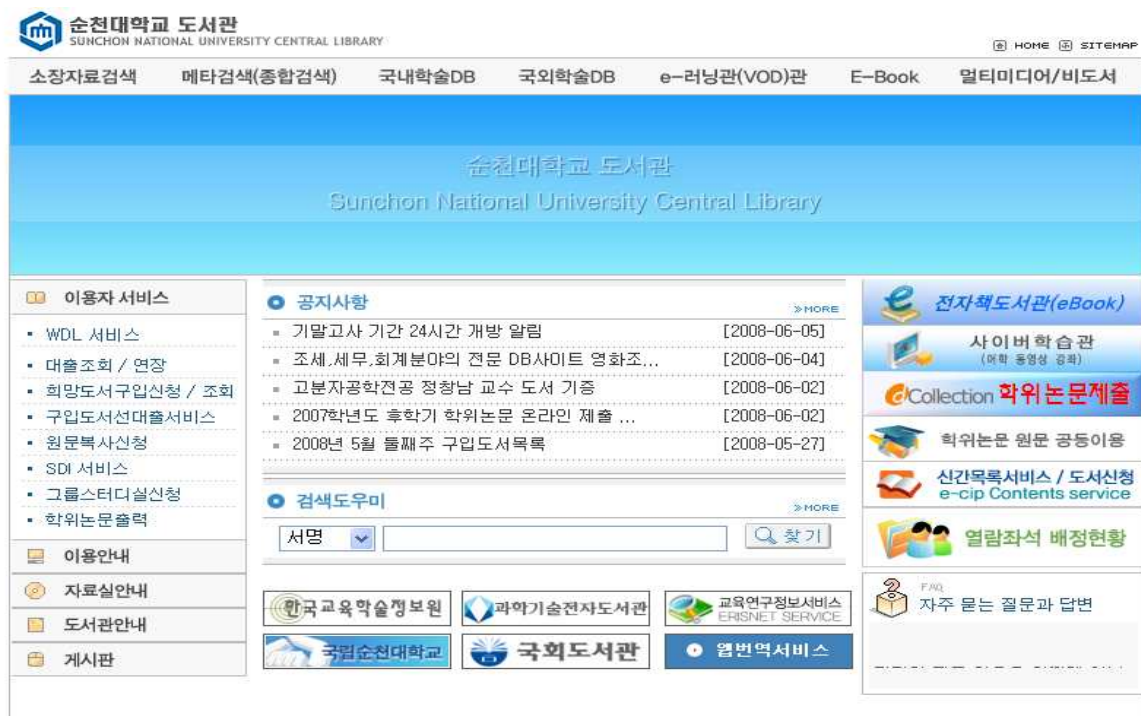 순천대학교 도서관
SUNCHON NATIONAL UNIVERSITY CENTRAL LIBRARY
HOME SITEMAP
소장자료검색 메타검색(종합검색) 국내학술DB 국외학술DB e-러닝관(VOD)관 E-Book 멀티미디어/비도서
순천대학교 도서관
Sunchon National University Central Library
이용자 서비스
WDL 서비스
대출조회 / 연장
희망도서구입신청 / 조회
구입도서선대출서비스
원문복사신청
SDI 서비스
그룹스터디실신청
학위논문출력
이용안내
자료실안내
도서관안내
게시판
공지사항
MORE
기말고사 기간 24시간 개방 알림 [2008-06-05]
조세,세무,회계분야의 전문 DB사이트 영화조... [2008-06-04]
고분자공학전공 정창남 교수 도서 기증 [2008-06-02]
2007학년도 후학기 학위논문 온라인 제출 ... [2008-06-02]
2008년 5월 둘째주 구입도서목록 [2008-05-27]
검색도우미
MORE
서명
찾기
한국교육학술정보원
과학기술전자도서관
교육연구정보서비스
ERISNET SERVICE
국립순천대학교
국회도서관
웹번역서비스
전자책도서관(eBook)
사이버학습관
(어학 동영상 강좌)
dCollection 학위논문제출
학위논문 원문 공동이용
신간목록서비스 / 도서신청
e-cip Contents service
열람좌석 배정현황
FAQ
자주 묻는 질문과 답변